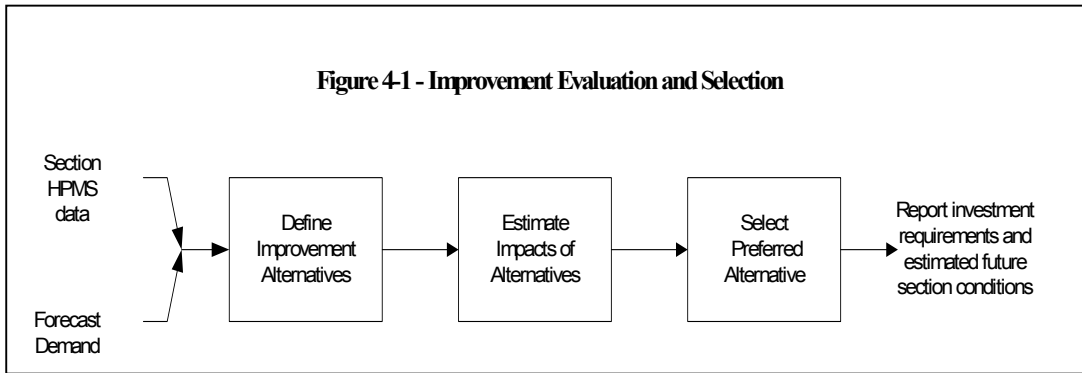 Figure 4-1 - Improvement Evaluation and Selection
Section
HPMS
data
Forecast
Demand
Define
Improvement
Alternatives
Estimate
Impacts of
Alternatives
Select
Preferred
Alternative
Report investment
requirements and
estimated future
section conditions